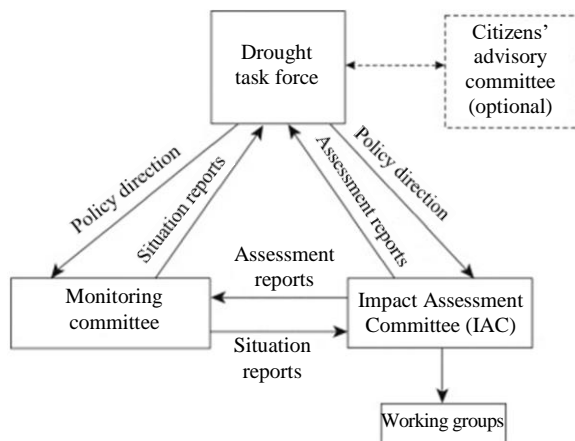 Drought
task force
Citizens’
advisory
committee
(optional)
Policy direction
Situation reports
Assessment reports
Policy direction
Assessment
reports
Monitoring
committee
Impact Assessment
Committee (IAC)
Situation
reports
Working groups